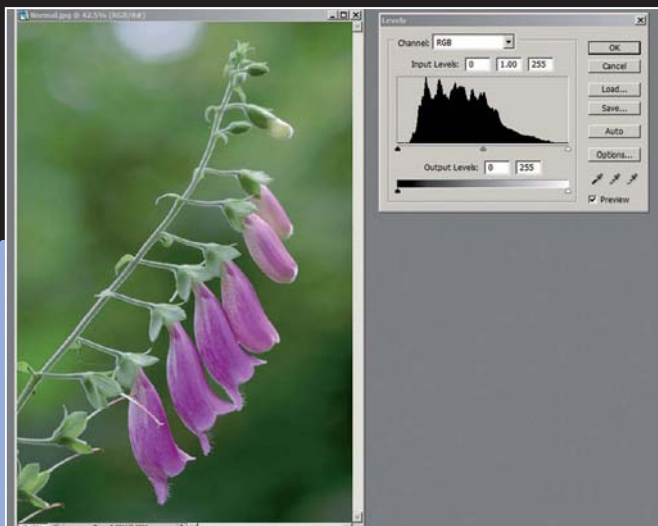 Normal.jpg @ 42.5% (RGB/8#)
Levels
Channel: RGB
Input Levels: 0 1.00 255
Output Levels: 0 255
OK
Cancel
Load...
Save...
Auto
Options...
Preview